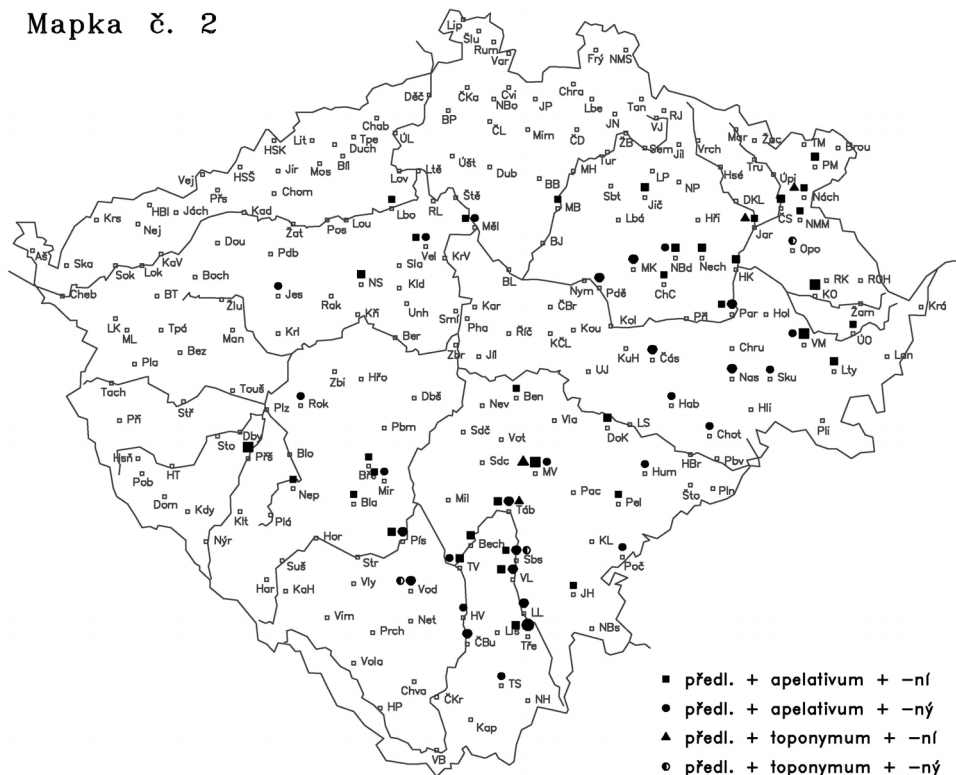 Mapka č. 2
Lip
Šlu
Rum
Var
Frý NMS
Děč ČKa Cvi Chra
NBo JP Lbe Tan RJ
Chab BP ČL Mim ČD JN VJ
HSK Lit Tpe ÚL ŽB Sem Jil Vrch Mar Žac TM Brou
Duch
Vej HSŠ Jir Mos Bíl Lov Ltě Úšt Dub BB MH Tur LP Hsé Tru Úpi PM
Přs Chom Ště MB Sbt Jič NP DKL Nách
Krs HBl Jách Kad Žat Pos Lou Lbo RL Měl Lbá Hři Jar ČS NMM
Nej
Aš Ska Sok Lok KaV Dou Pdb Sla Vel KrV BJ MK NBd Nech Opo
Cheb BT Boch Žlu Jes Rak NS Kld BL Nym Pdě ChC HK KO RK ROH
LK ML Tpá Man Krl Kři Unh Smí Kar Pha Říč ČBr KČL Kou Kol Př Par Hol Žam Krá
Pla Bez Ber Zbr Jíl KuH Čás Chru VM ÚO Lan
Tach Touš Zbi Hřo Dbě Nev Ben UJ Nas Sku Lty
Při Stř Plz Rok Vla Hab Hli
Sto Dby Pbm Sdč Vot DoK LS Chot Pli
Hsň HT Přš Blo Bře Sdc MV Hum HBr Pbv
Pob Dom Nep Mir Mil Pac Pel Što Pln
Kdy Klt Plá Bla Táb
Nýr Hor Pís Bech KL Poč
Suš Str TV Sbs
Har KaH Vly Vod VL JH
Vim Net HV LL
Prch ČBu Lis Tře NBs
Vola
Chva ČKr TS
HP Kap NH
VB
předl. + apelativum + -ní
předl. + apelativum + -ný
předl. + toponymum + -ní
předl. + toponymum + -ný